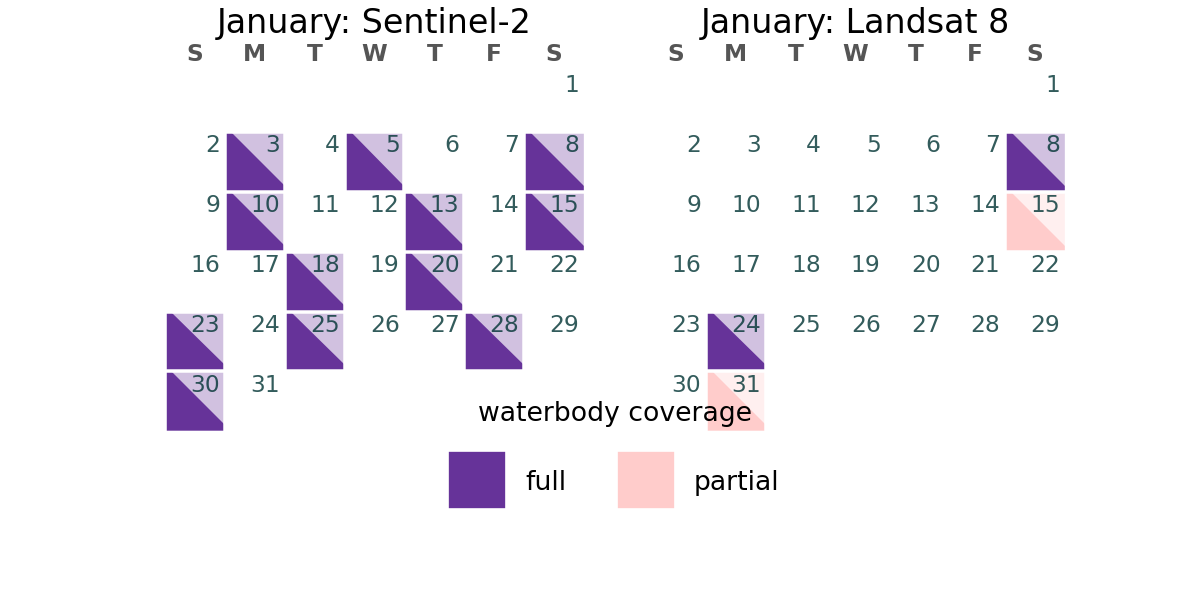 January: Sentinel-2
S M T W T F S
1
2 3 4 5 6 7 8
9 10 11 12 13 14 15
16 17 18 19 20 21 22
23 24 25 26 27 28 29
30 31
January: Landsat 8
S M T W T F S
1
2 3 4 5 6 7 8
9 10 11 12 13 14 15
16 17 18 19 20 21 22
23 24 25 26 27 28 29
30 31
waterbody coverage
full partial